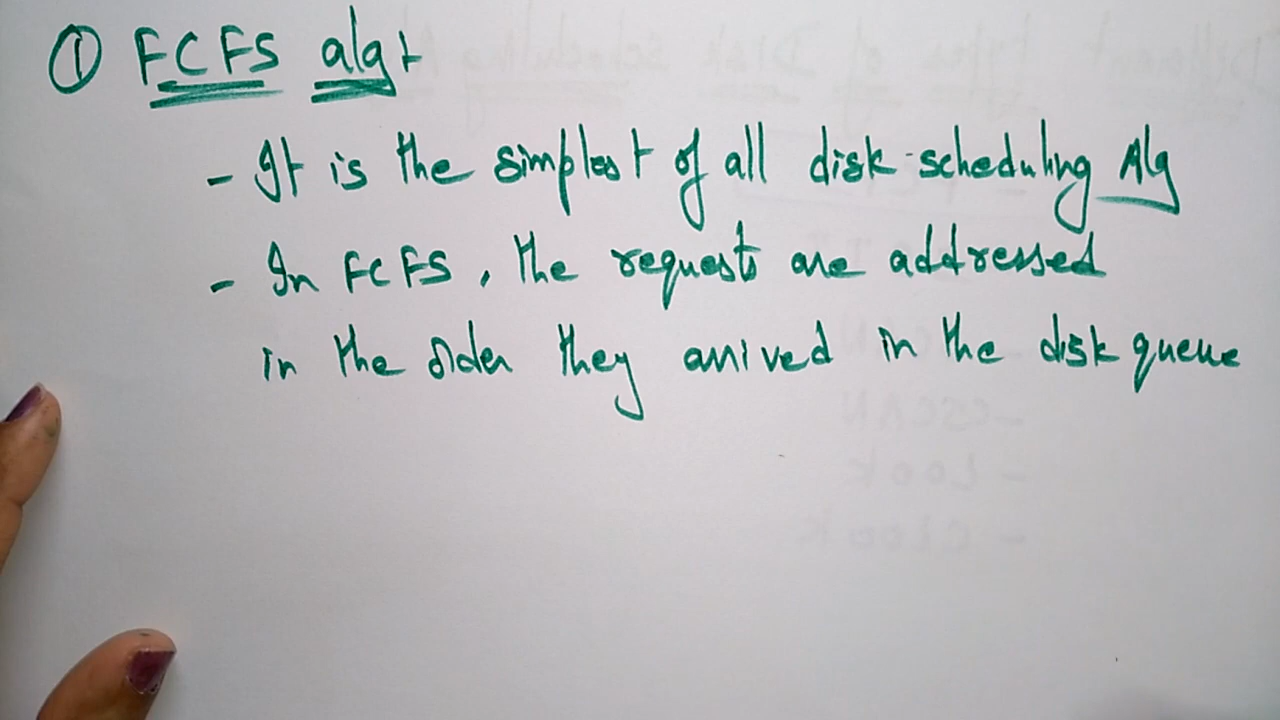 ① FCFS algt
- It is the simplest of all disk scheduling Alg
- In FCFS, the requests are addressed
in the order they arrived in the disk queue